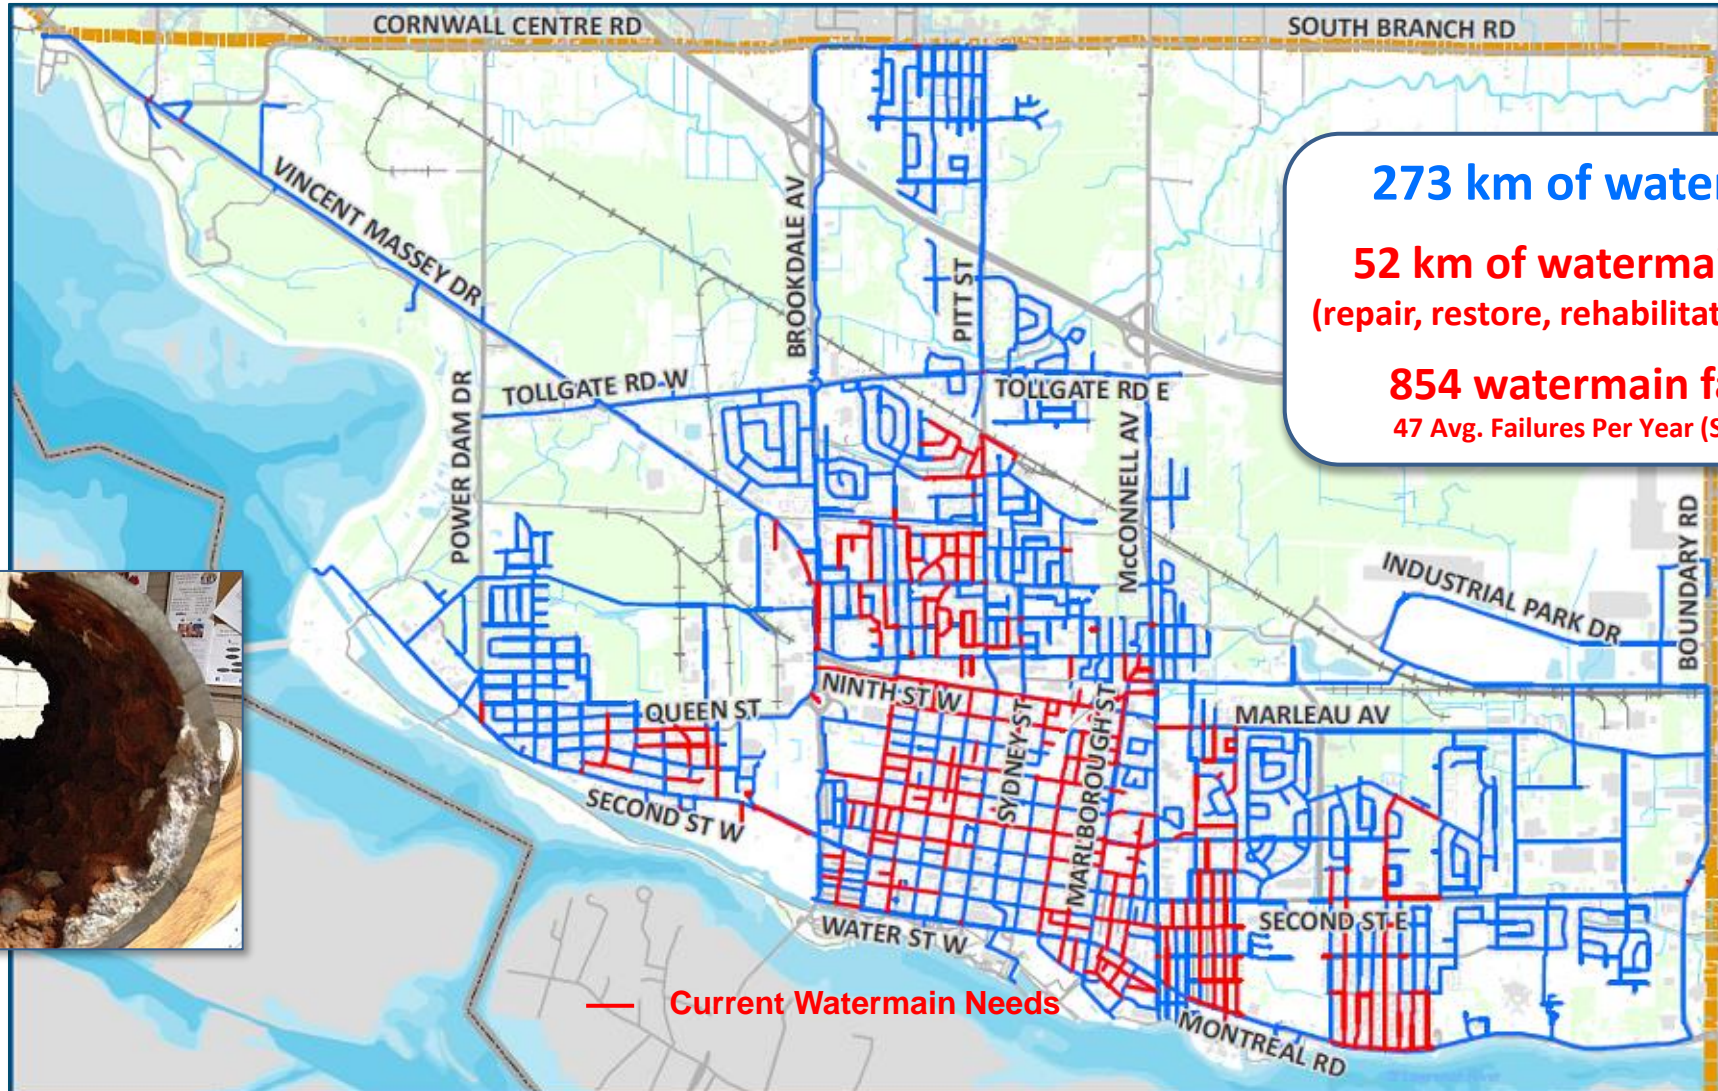 CORNWALL CENTRE RD
SOUTH BRANCH RD
273 km of water
52 km of waterma
(repair, restore, rehabilitat
854 watermain fa
47 Avg. Failures Per Year (S
VINCENT MASSEY DR
BROOKDALE AV
PITT ST
TOLLGATE RD W
TOLLGATE RD E
POWER DAM DR
McCONNELL AV
INDUSTRIAL PARK DR
BOUNDARY RD
NINTH ST W
QUEEN ST
SYDNEY ST
MARLBOROUGH ST
MARLEAU AV
SECOND ST W
SECOND ST E
WATER ST W
Current Watermain Needs
MONTREAL RD